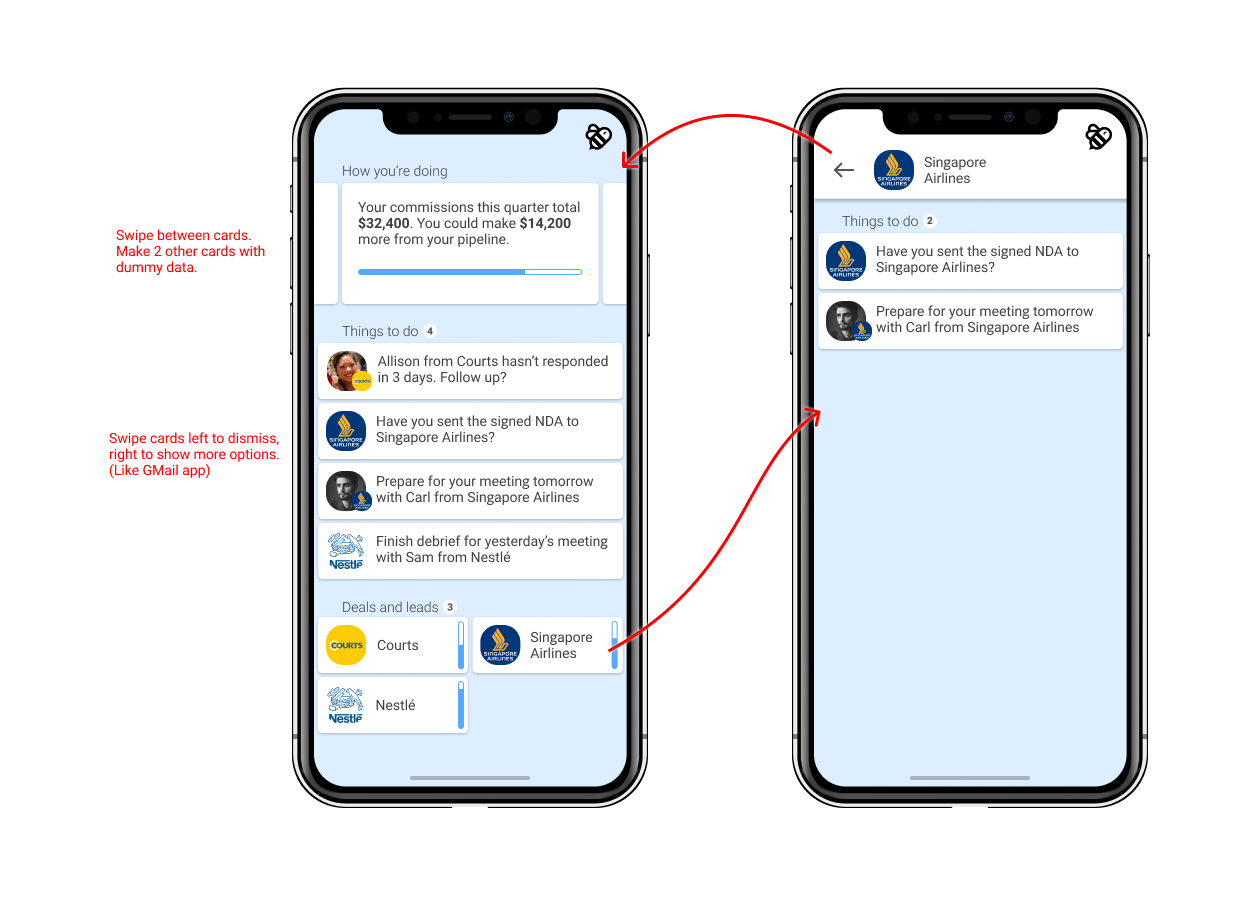 How you’re doing
Your commissions this quarter total
$32,400. You could make $14,200
more from your pipeline.
Swipe between cards.
Make 2 other cards with
dummy data.
Things to do 4
Allison from Courts hasn’t responded
in 3 days. Follow up?
COURTS
Have you sent the signed NDA to
Singapore Airlines?
SINGAPORE
AIRLINES
Swipe cards left to dismiss,
right to show more options.
(Like GMail app)
Prepare for your meeting tomorrow
with Carl from Singapore Airlines
Finish debrief for yesterday’s meeting
with Sam from Nestlé
Nestlé
Deals and leads 3
COURTS
Courts
SINGAPORE
AIRLINES
Singapore
Airlines
Nestlé
Nestlé
SINGAPORE
AIRLINES
Singapore
Airlines
Things to do 2
SINGAPORE
AIRLINES
Have you sent the signed NDA to
Singapore Airlines?
Prepare for your meeting tomorrow
with Carl from Singapore Airlines